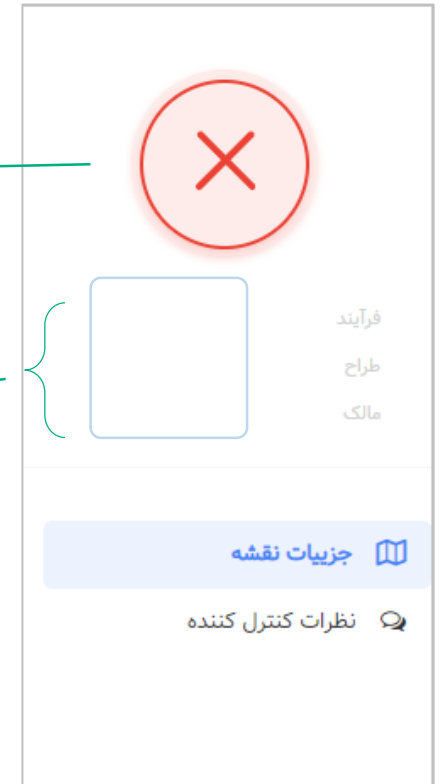 فرآیند
طراح
مالک
جزییات نقشه
نظرات کنترل کننده